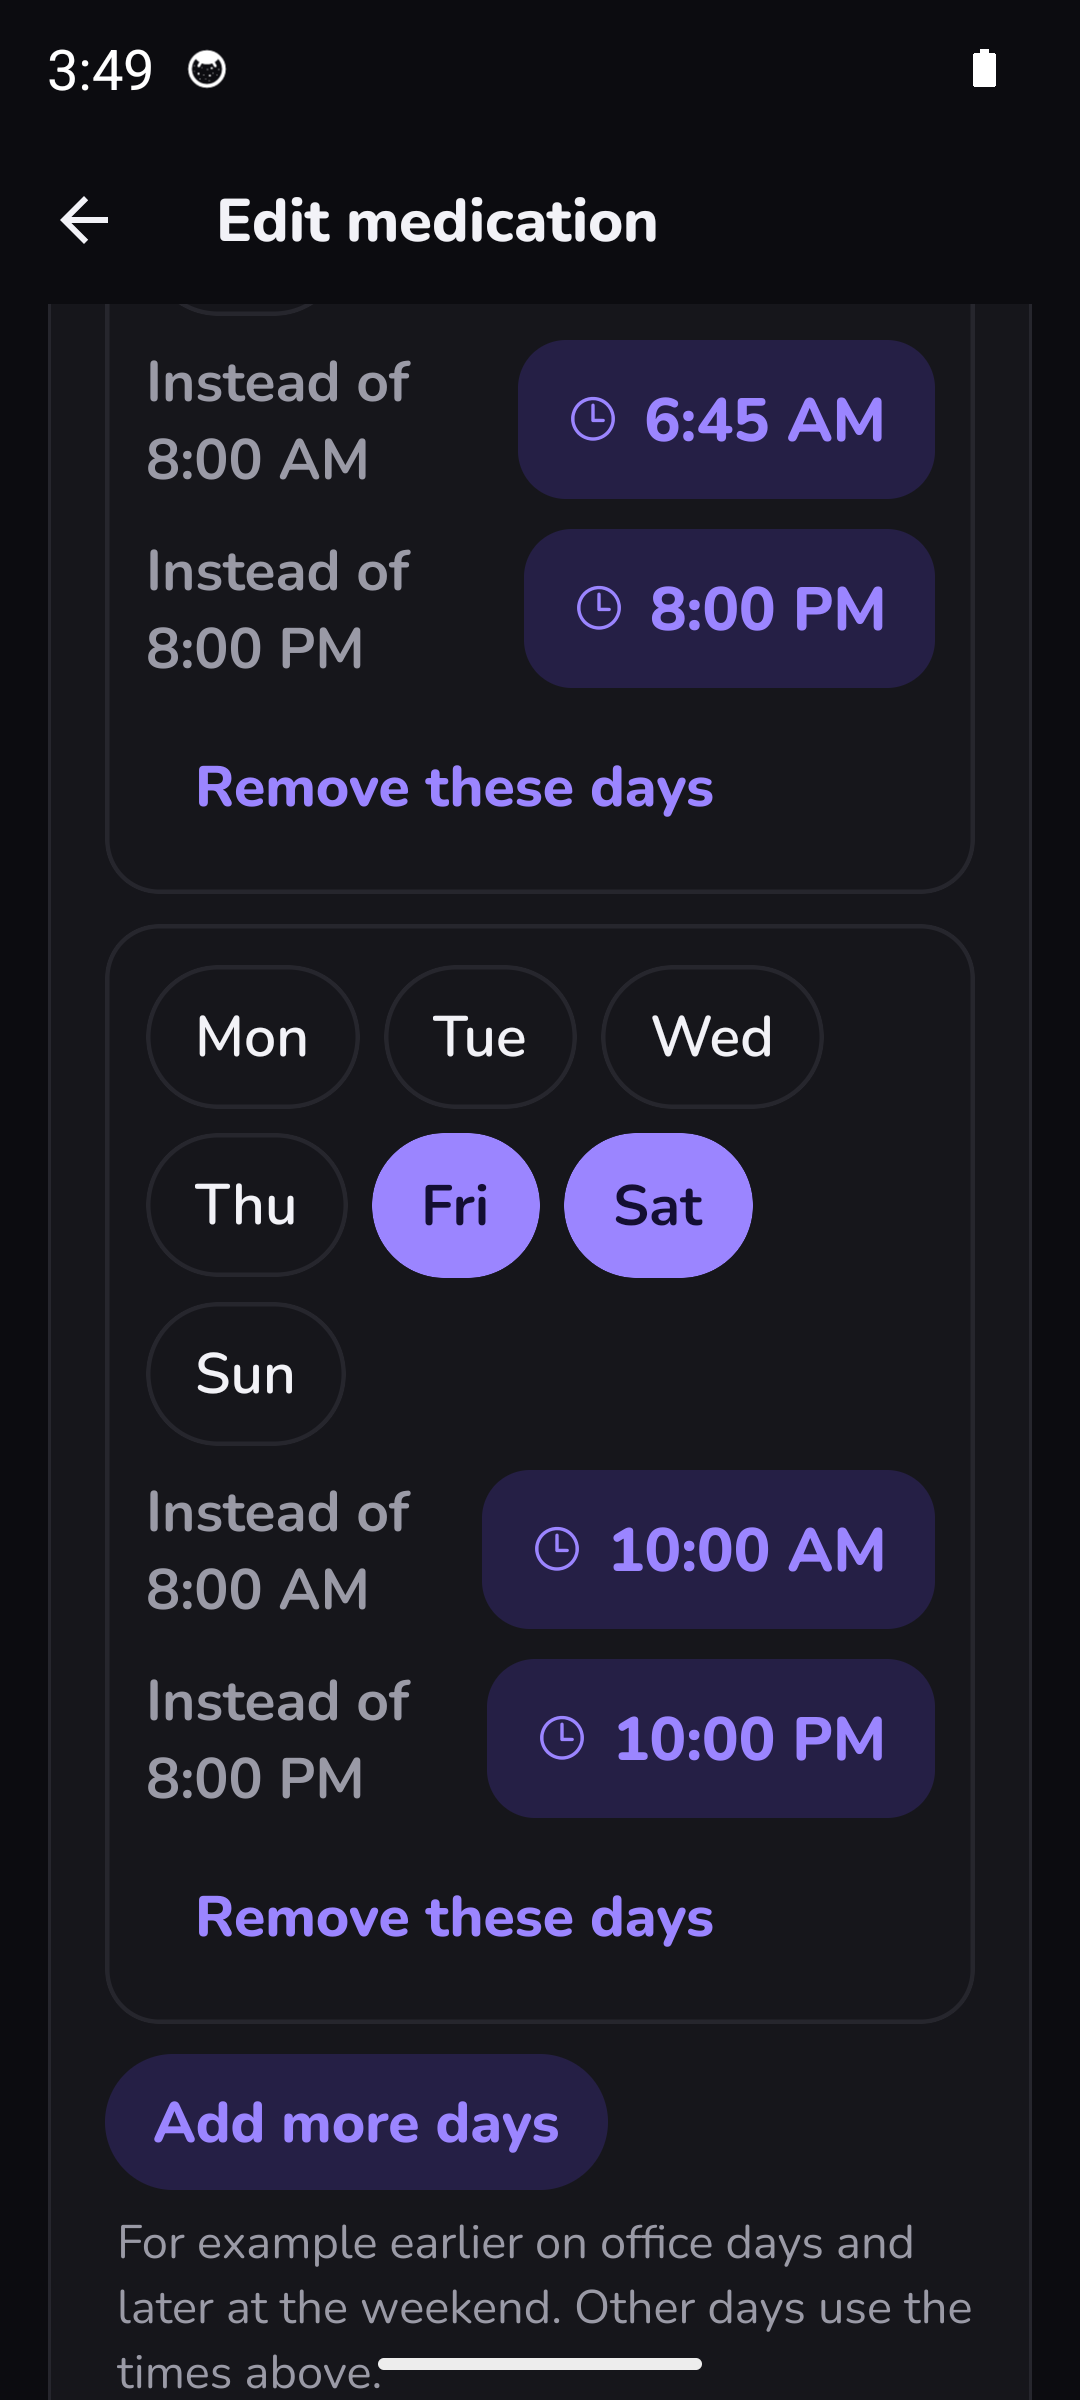 3:49
Edit medication
Instead of
8:00 AM
6:45 AM
Instead of
8:00 PM
8:00 PM
Remove these days
Mon Tue Wed
Thu Fri Sat
Sun
Instead of
8:00 AM
10:00 AM
Instead of
8:00 PM
10:00 PM
Remove these days
Add more days
For example earlier on office days and
later at the weekend. Other days use the
times above.